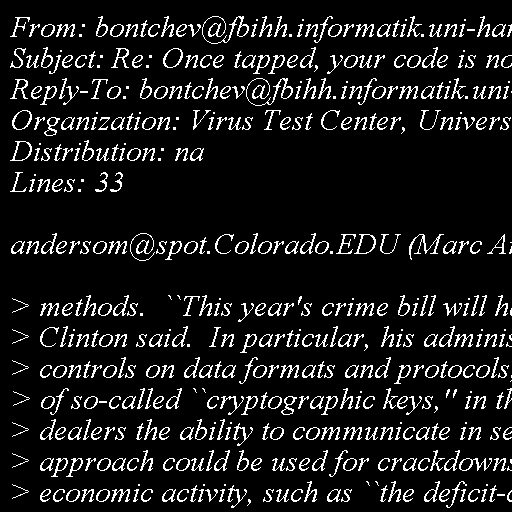 From: bontchev@fbihh.informatik.uni-ha
Subject: Re: Once tapped, your code is no
Reply-To: bontchev@fbihh.informatik.uni-
Organization: Virus Test Center, Univers
Distribution: na
Lines: 33

andersom@spot.Colorado.EDU (Marc A

> methods.  ``This year's crime bill will h
> Clinton said.  In particular, his adminis
> controls on data formats and protocols,
> of so-called ``cryptographic keys,'' in th
> dealers the ability to communicate in se
> approach could be used for crackdowns
> economic activity, such as ``the deficit-